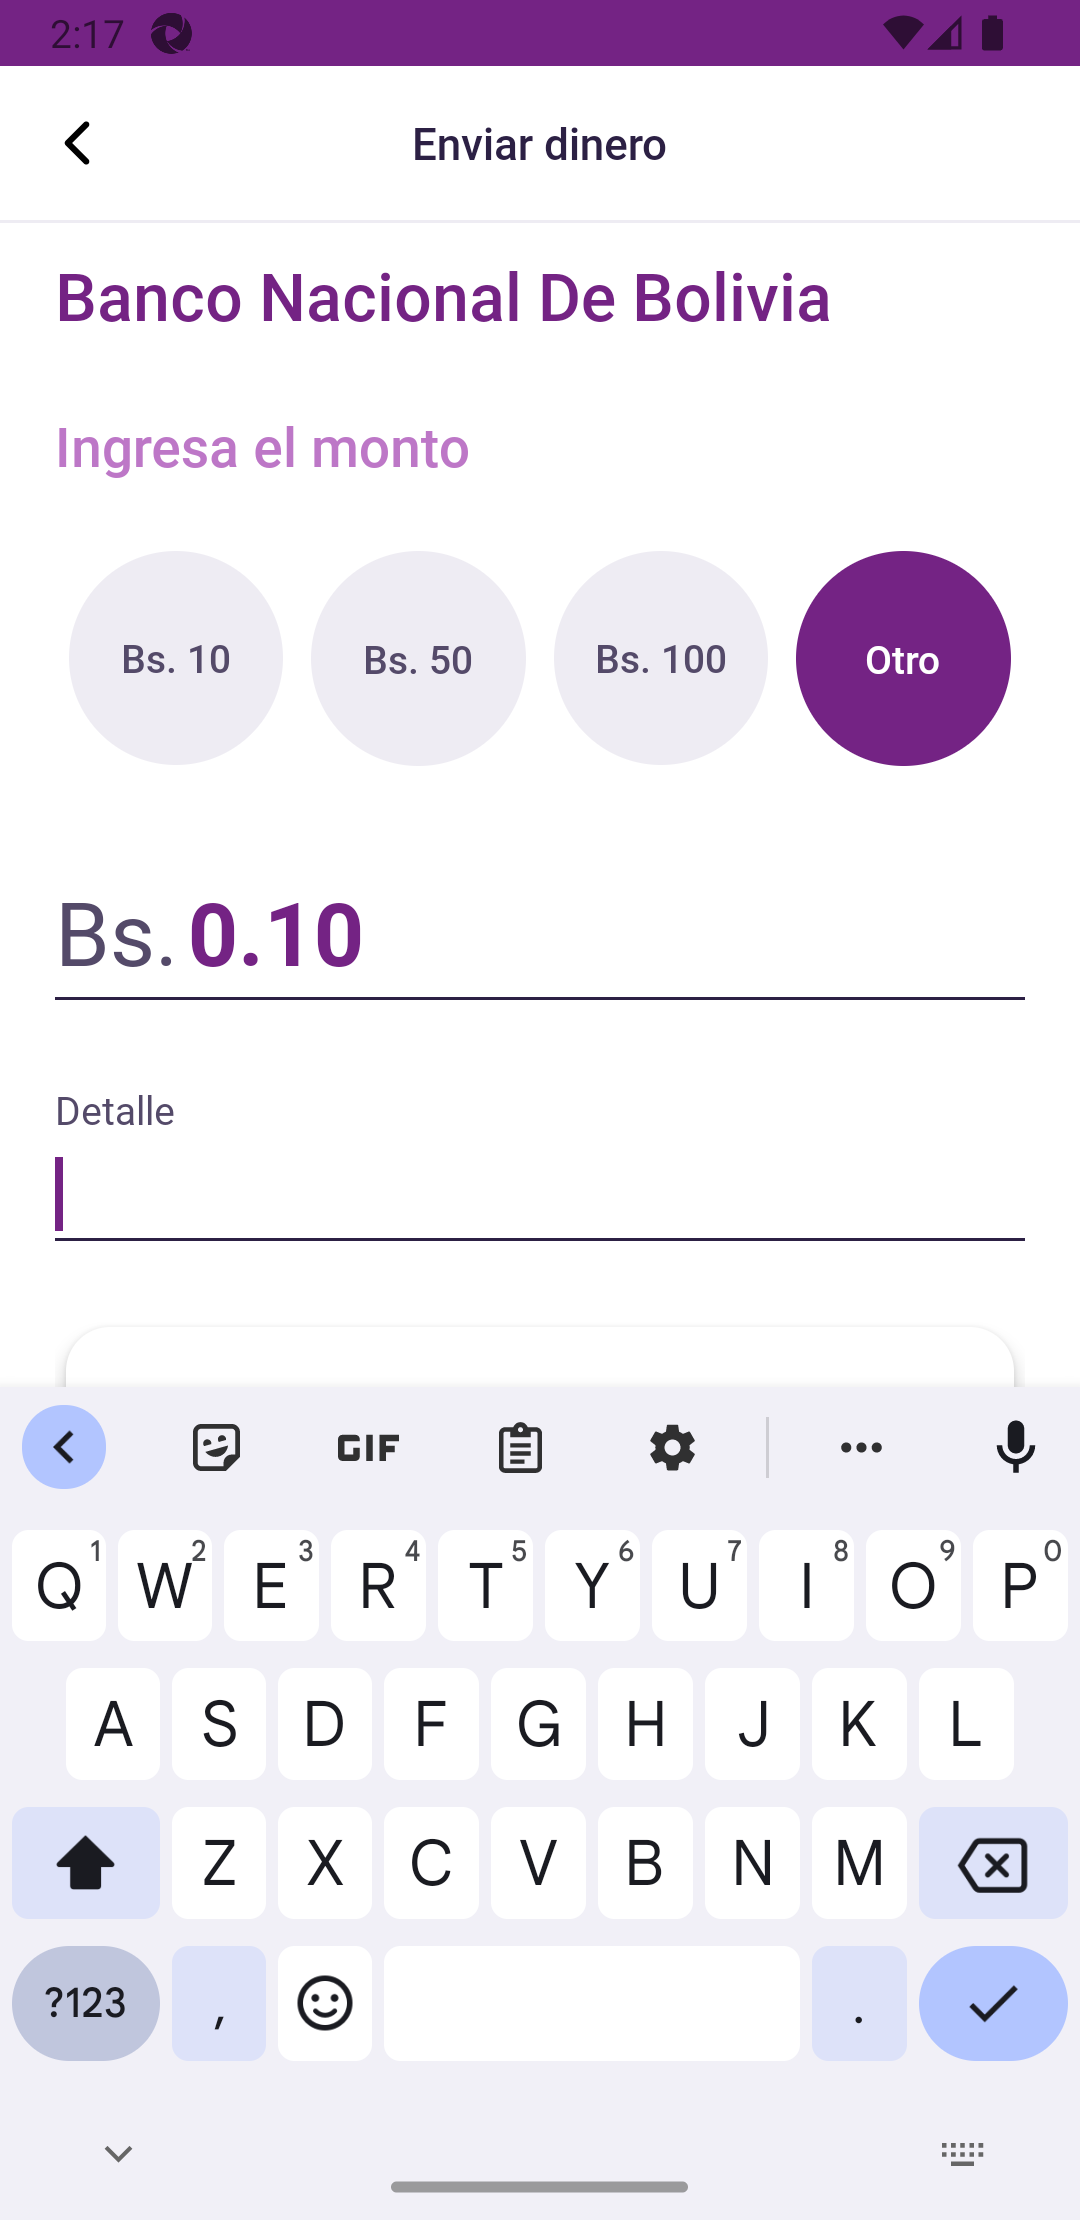 2:17
Enviar dinero
Banco Nacional De Bolivia
Ingresa el monto
Bs. 10 Bs. 50 Bs. 100 Otro
Bs. 0.10
Detalle
GIF
Q 1 W 2 E 3 R 4 T 5 Y 6 U 7 I 8 O 9 P 0
A S D F G H J K L
Z X C V B N M
?123 , .